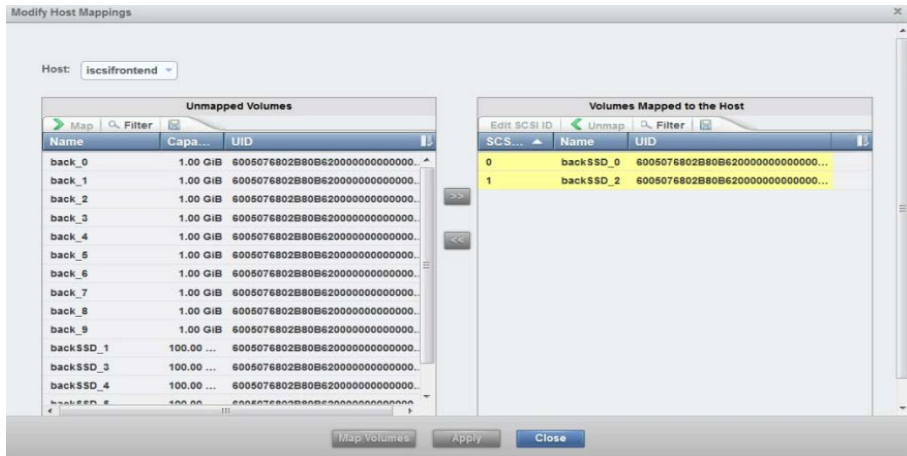 Modify Host Mappings
Host: iscsifrontend
Unmapped Volumes
Map Filter
Name Capa... UID
back_0 1.00 GiB 6005076802B80B620000000000000..
back_1 1.00 GiB 6005076802B80B620000000000000..
back_2 1.00 GiB 6005076802B80B620000000000000..
back_3 1.00 GiB 6005076802B80B620000000000000..
back_4 1.00 GiB 6005076802B80B620000000000000..
back_5 1.00 GiB 6005076802B80B620000000000000..
back_6 1.00 GiB 6005076802B80B620000000000000..
back_7 1.00 GiB 6005076802B80B620000000000000..
back_8 1.00 GiB 6005076802B80B620000000000000..
back_9 1.00 GiB 6005076802B80B620000000000000..
backSSD_1 100.00 ... 6005076802B80B620000000000000..
backSSD_3 100.00 ... 6005076802B80B620000000000000..
backSSD_4 100.00 ... 6005076802B80B620000000000000..
>>
<<
Volumes Mapped to the Host
Edit SCSI ID Unmap Filter
SCS... Name UID
0 backSSD_0 6005076802B80B620000000000000...
1 backSSD_2 6005076802B80B620000000000000...
Map Volumes Apply Close